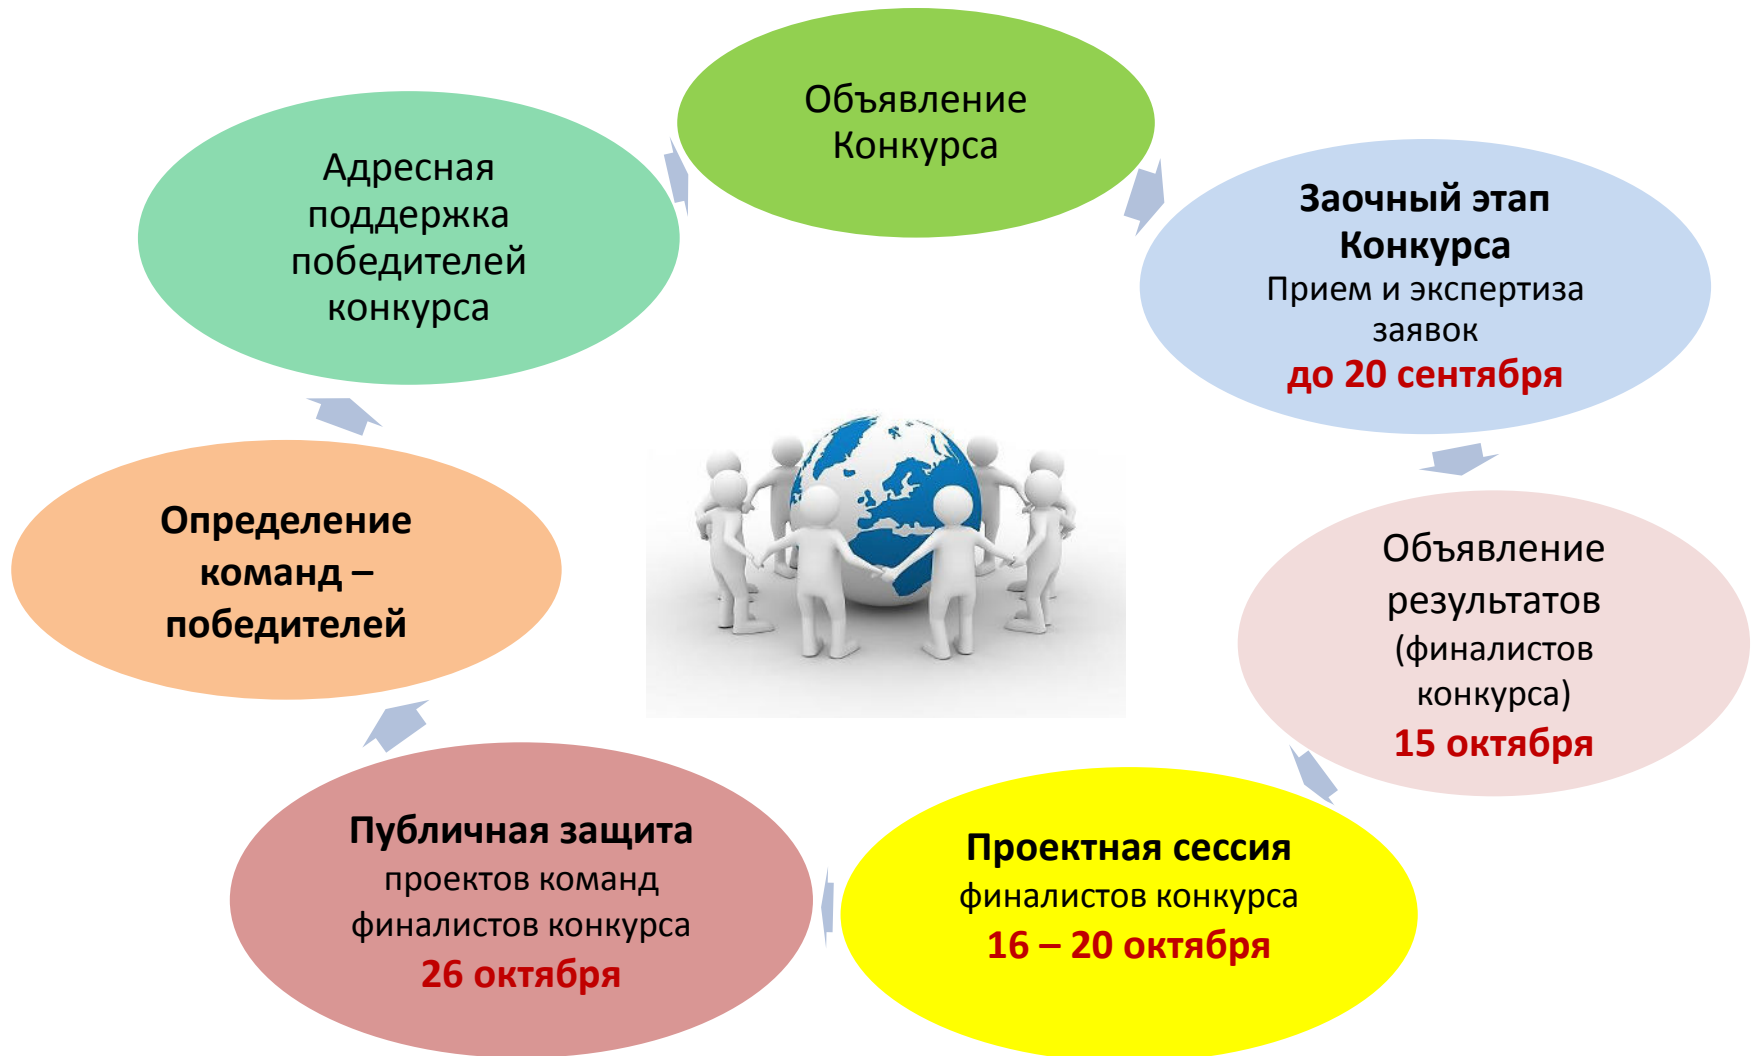 Объявление
Конкурса
Заочный этап
Конкурса
Прием и экспертиза
заявок
до 20 сентября
Объявление
результатов
(финалистов
конкурса)
15 октября
Проектная сессия
финалистов конкурса
16 – 20 октября
Публичная защита
проектов команд
финалистов конкурса
26 октября
Определение
команд –
победителей
Адресная
поддержка
победителей
конкурса